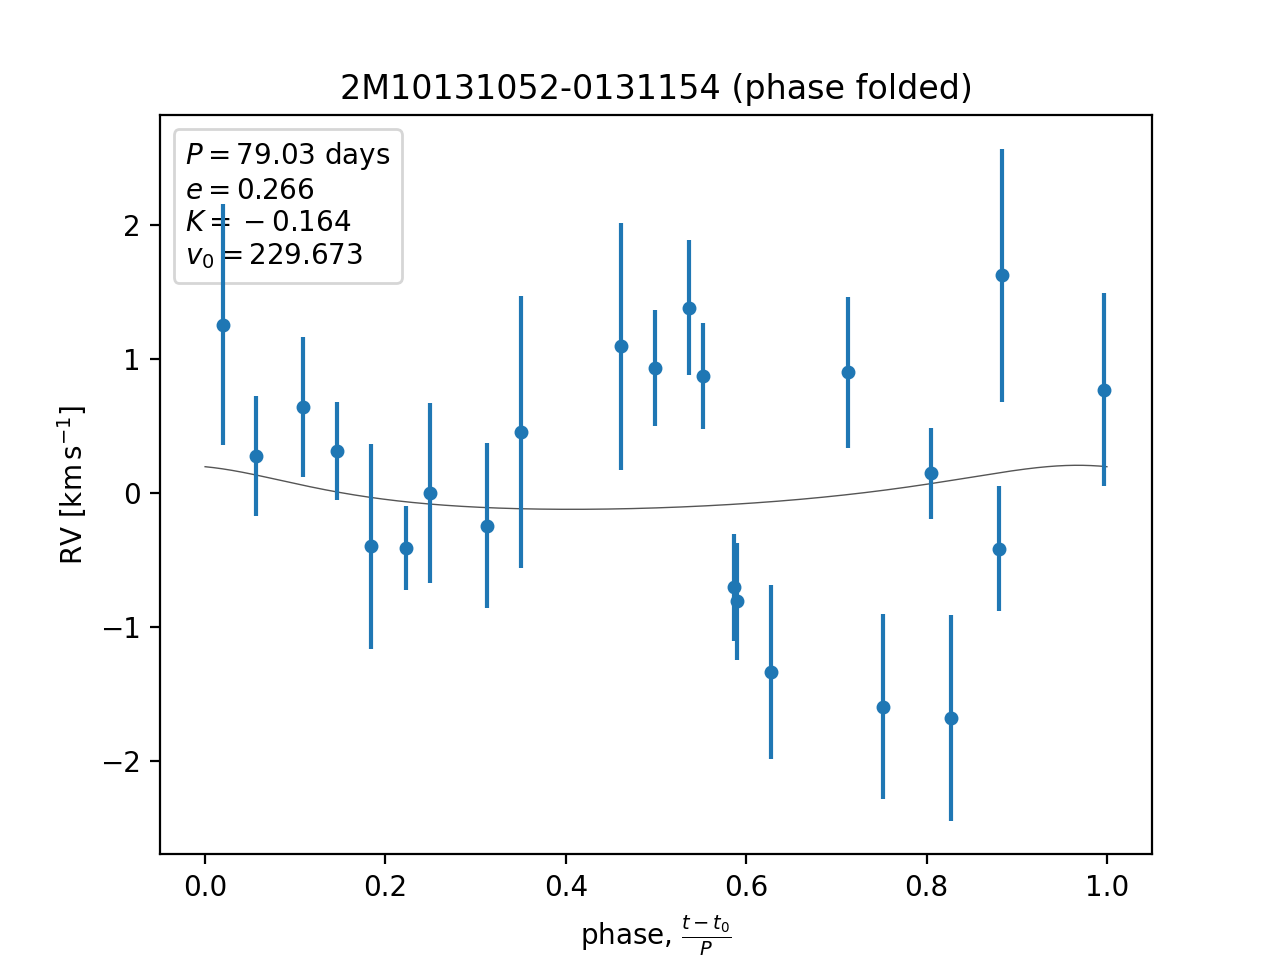 2M10131052-0131154 (phase folded)
P = 79.03 days
e = 0.266
K = −0.164
v₀ = 229.673
2
1
0
−1
−2
RV [km s⁻¹]
0.0 0.2 0.4 0.6 0.8 1.0
phase, (t − t₀)/P